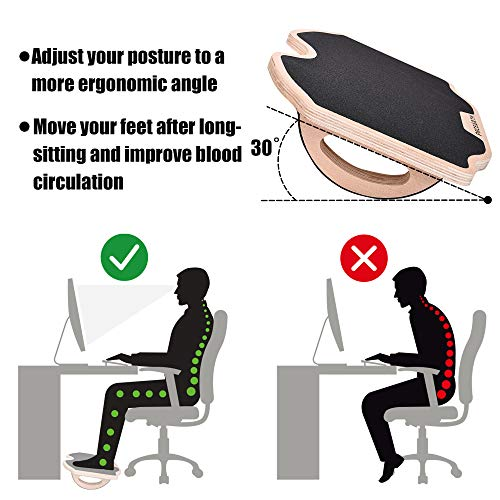 ●Adjust your posture to a
more ergonomic angle
●Move your feet after long-
sitting and improve blood
circulation
30°